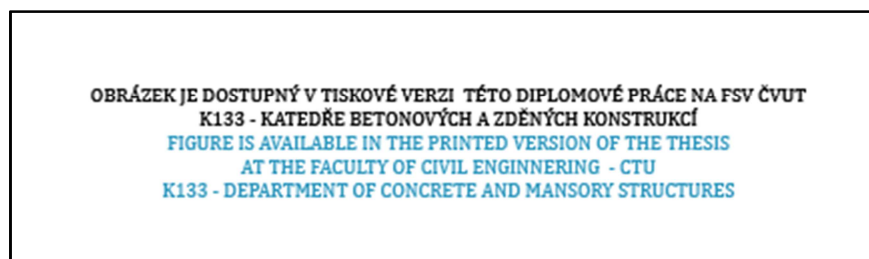 OBRÁZEK JE DOSTUPNÝ V TISKOVÉ VERZI TÉTO DIPLOMOVÉ PRÁCE NA FSV ČVUT
K133 - KATEDŘE BETONOVÝCH A ZDĚNÝCH KONSTRUKCÍ
FIGURE IS AVAILABLE IN THE PRINTED VERSION OF THE THESIS
AT THE FACULTY OF CIVIL ENGINNERING - CTU
K133 - DEPARTMENT OF CONCRETE AND MANSORY STRUCTURES